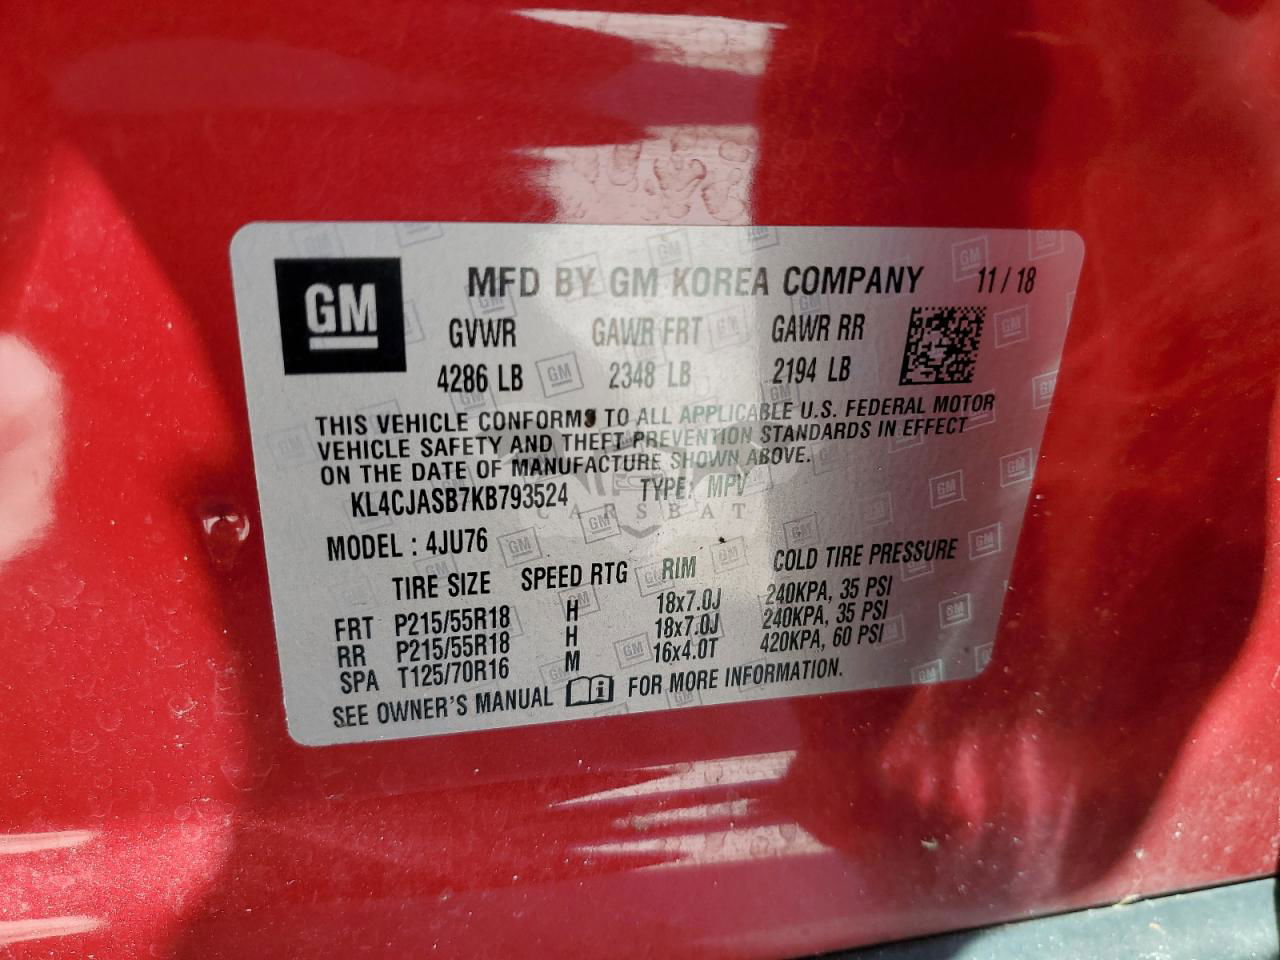 GM
MFD BY GM KOREA COMPANY 11/18
GVWR GAWR FRT GAWR RR
4286 LB 2348 LB 2194 LB
THIS VEHICLE CONFORMS TO ALL APPLICABLE U.S. FEDERAL MOTOR
VEHICLE SAFETY AND THEFT PREVENTION STANDARDS IN EFFECT
ON THE DATE OF MANUFACTURE SHOWN ABOVE.
KL4CJASB7KB793524 TYPE: MPV
CARSBAT
MODEL : 4JU76
TIRE SIZE SPEED RTG RIM COLD TIRE PRESSURE
FRT P215/55R18 H 18x7.0J 240KPA, 35 PSI
RR P215/55R18 H 18x7.0J 240KPA, 35 PSI
SPA T125/70R16 M 16x4.0T 420KPA, 60 PSI
SEE OWNER'S MANUAL FOR MORE INFORMATION.